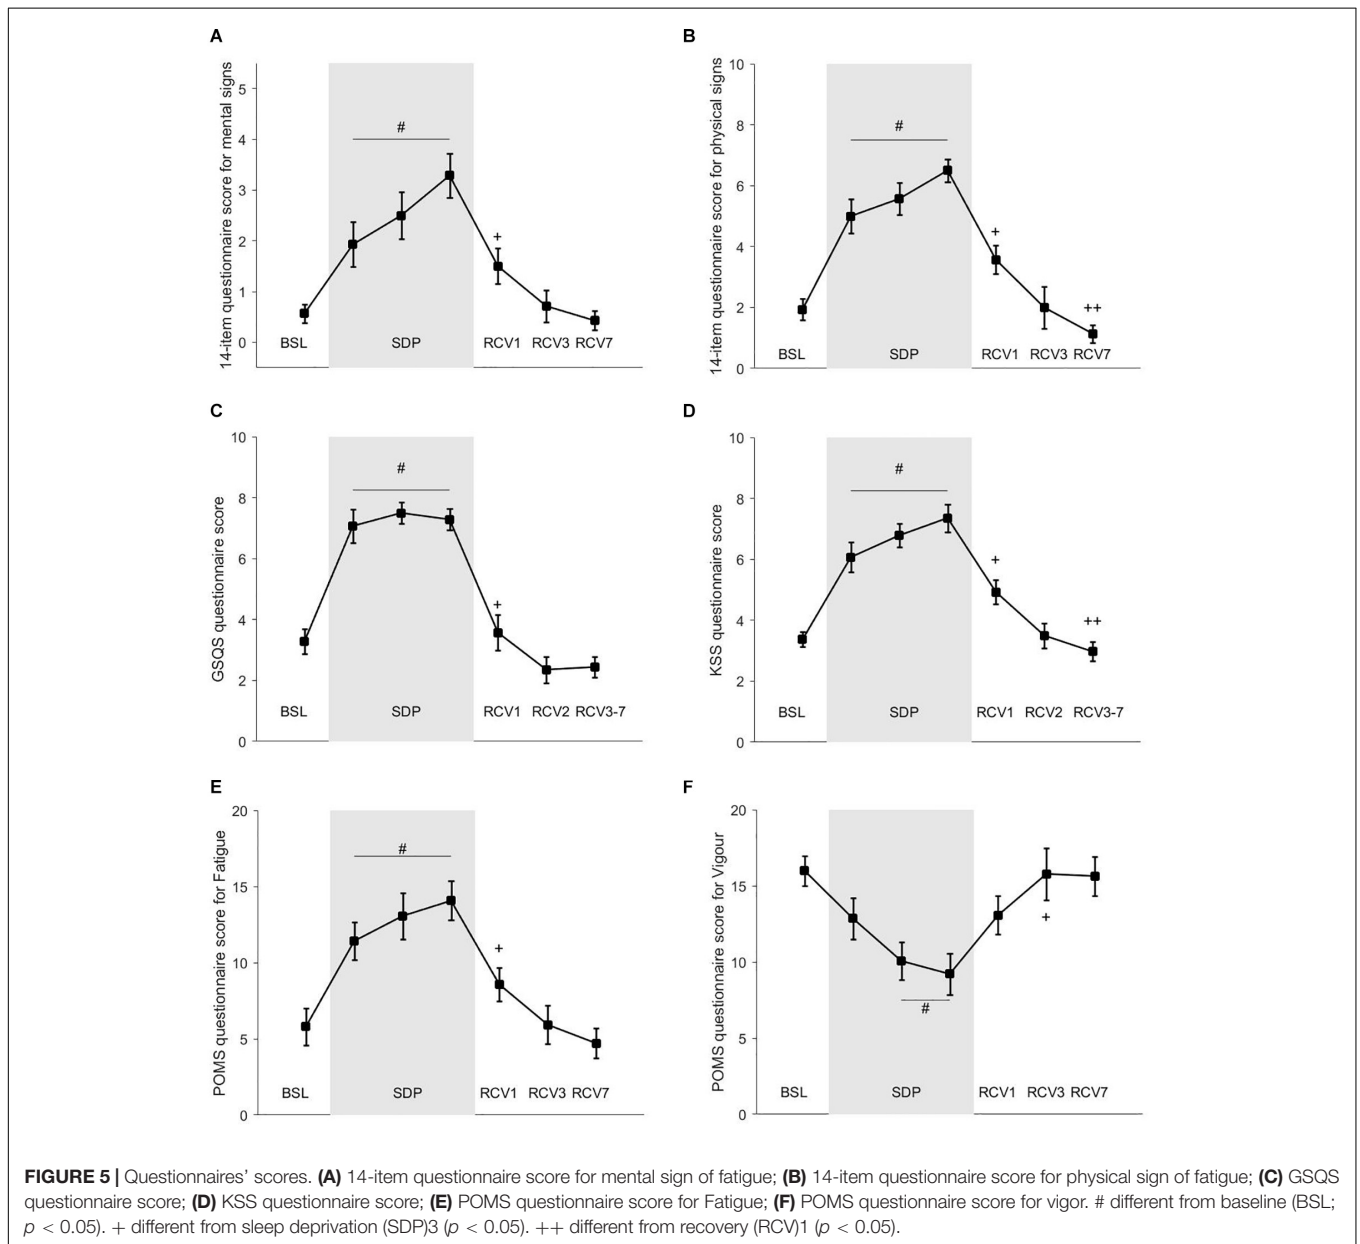 A
14-item questionnaire score for mental signs
5
4
3
2
1
0
#
+
BSL
SDP
RCV1
RCV3
RCV7
B
14-item questionnaire score for physical signs
10
8
6
4
2
0
#
+
++
BSL
SDP
RCV1
RCV3
RCV7
C
GSQS questionnaire score
10
8
6
4
2
0
#
+
BSL
SDP
RCV1
RCV2
RCV3-7
D
KSS questionnaire score
10
8
6
4
2
0
#
+
++
BSL
SDP
RCV1
RCV2
RCV3-7
E
POMS questionnaire score for Fatigue
20
15
10
5
0
#
+
BSL
SDP
RCV1
RCV3
RCV7
F
POMS questionnaire score for Vigour
20
15
10
5
0
#
+
BSL
SDP
RCV1
RCV3
RCV7
FIGURE 5 | Questionnaires' scores. (A) 14-item questionnaire score for mental sign of fatigue; (B) 14-item questionnaire score for physical sign of fatigue; (C) GSQS
questionnaire score; (D) KSS questionnaire score; (E) POMS questionnaire score for Fatigue; (F) POMS questionnaire score for vigor. # different from baseline (BSL;
p < 0.05). + different from sleep deprivation (SDP)3 (p < 0.05). ++ different from recovery (RCV)1 (p < 0.05).